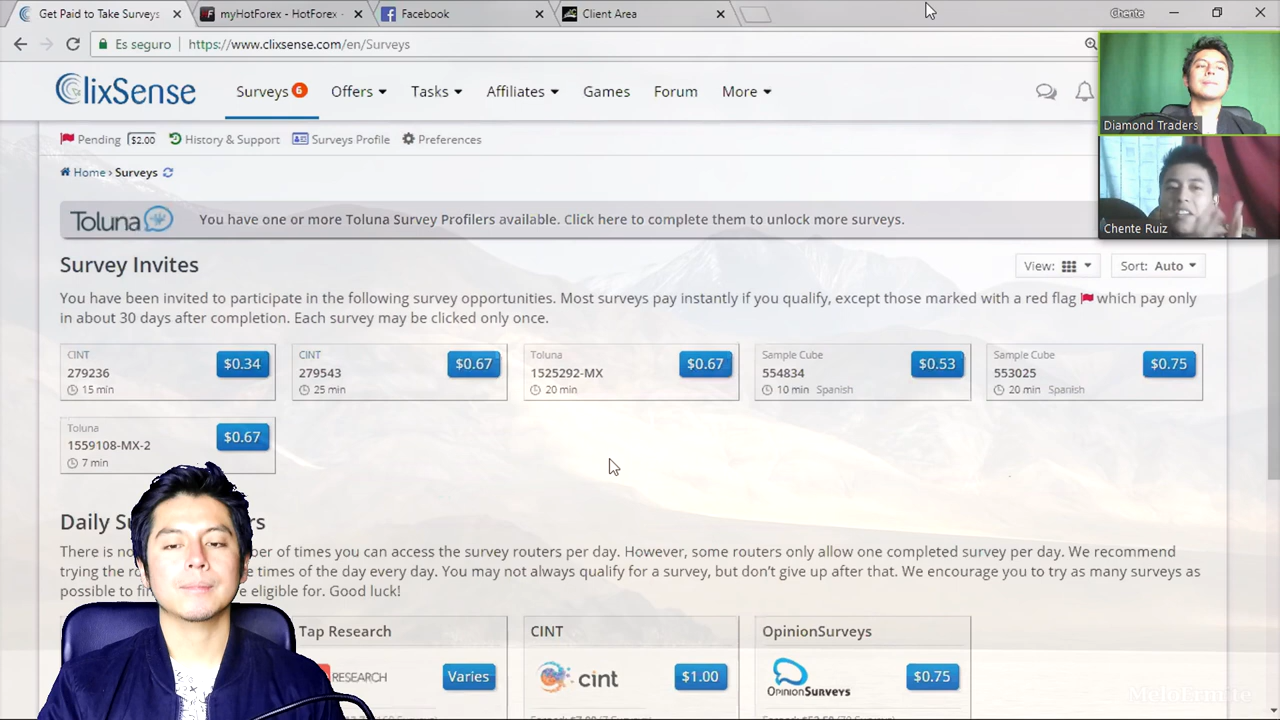 Get Paid to Take Surveys
myHotForex - HotForex
Facebook
Client Area
Chente
Es seguro
https://www.clixsense.com/en/Surveys
ClixSense
Surveys 6
Offers
Tasks
Affiliates
Games
Forum
More
Diamond Traders
Chente Ruiz
Pending $2.00
History & Support
Surveys Profile
Preferences
Home › Surveys
Toluna
You have one or more Toluna Survey Profilers available. Click here to complete them to unlock more surveys.
Survey Invites
View:
Sort: Auto
You have been invited to participate in the following survey opportunities. Most surveys pay instantly if you qualify, except those marked with a red flag which pay only
in about 30 days after completion. Each survey may be clicked only once.
CINT
279236
15 min
$0.34
CINT
279543
25 min
$0.67
Toluna
1525292-MX
20 min
$0.67
Sample Cube
554834
10 min Spanish
$0.53
Sample Cube
553025
20 min Spanish
$0.75
Toluna
1559108-MX-2
7 min
$0.67
Daily
There is no of times you can access the survey routers per day. However, some routers only allow one completed survey per day. We recommend
trying the times of the day every day. You may not always qualify for a survey, but don't give up after that. We encourage you to try as many surveys as
possible to eligible for. Good luck!
Tap Research
RESEARCH
Varies
CINT
cint
$1.00
OpinionSurveys
OPINIONSURVEYS
$0.75